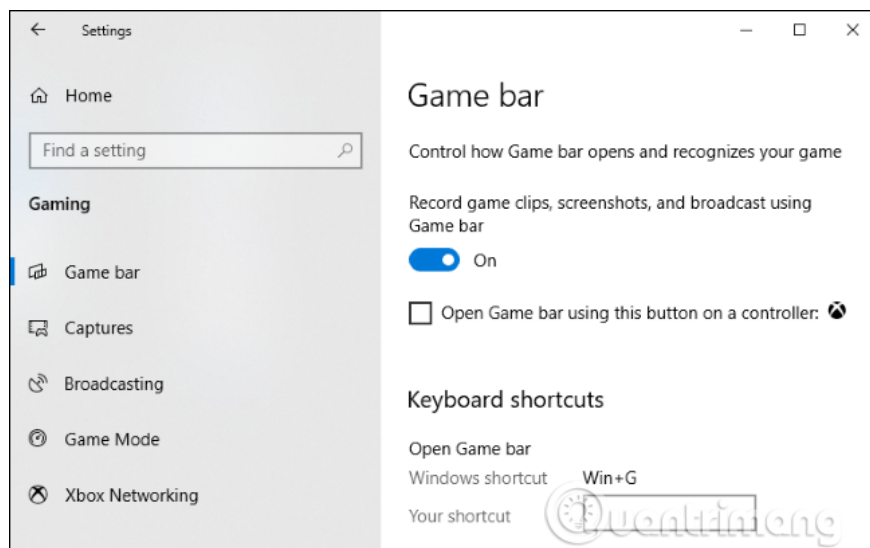 Settings
Home
Find a setting
Gaming
Game bar
Captures
Broadcasting
Game Mode
Xbox Networking
Game bar
Control how Game bar opens and recognizes your game
Record game clips, screenshots, and broadcast using
Game bar
On
Open Game bar using this button on a controller:
Keyboard shortcuts
Open Game bar
Windows shortcut Win+G
Your shortcut
Quantrimang